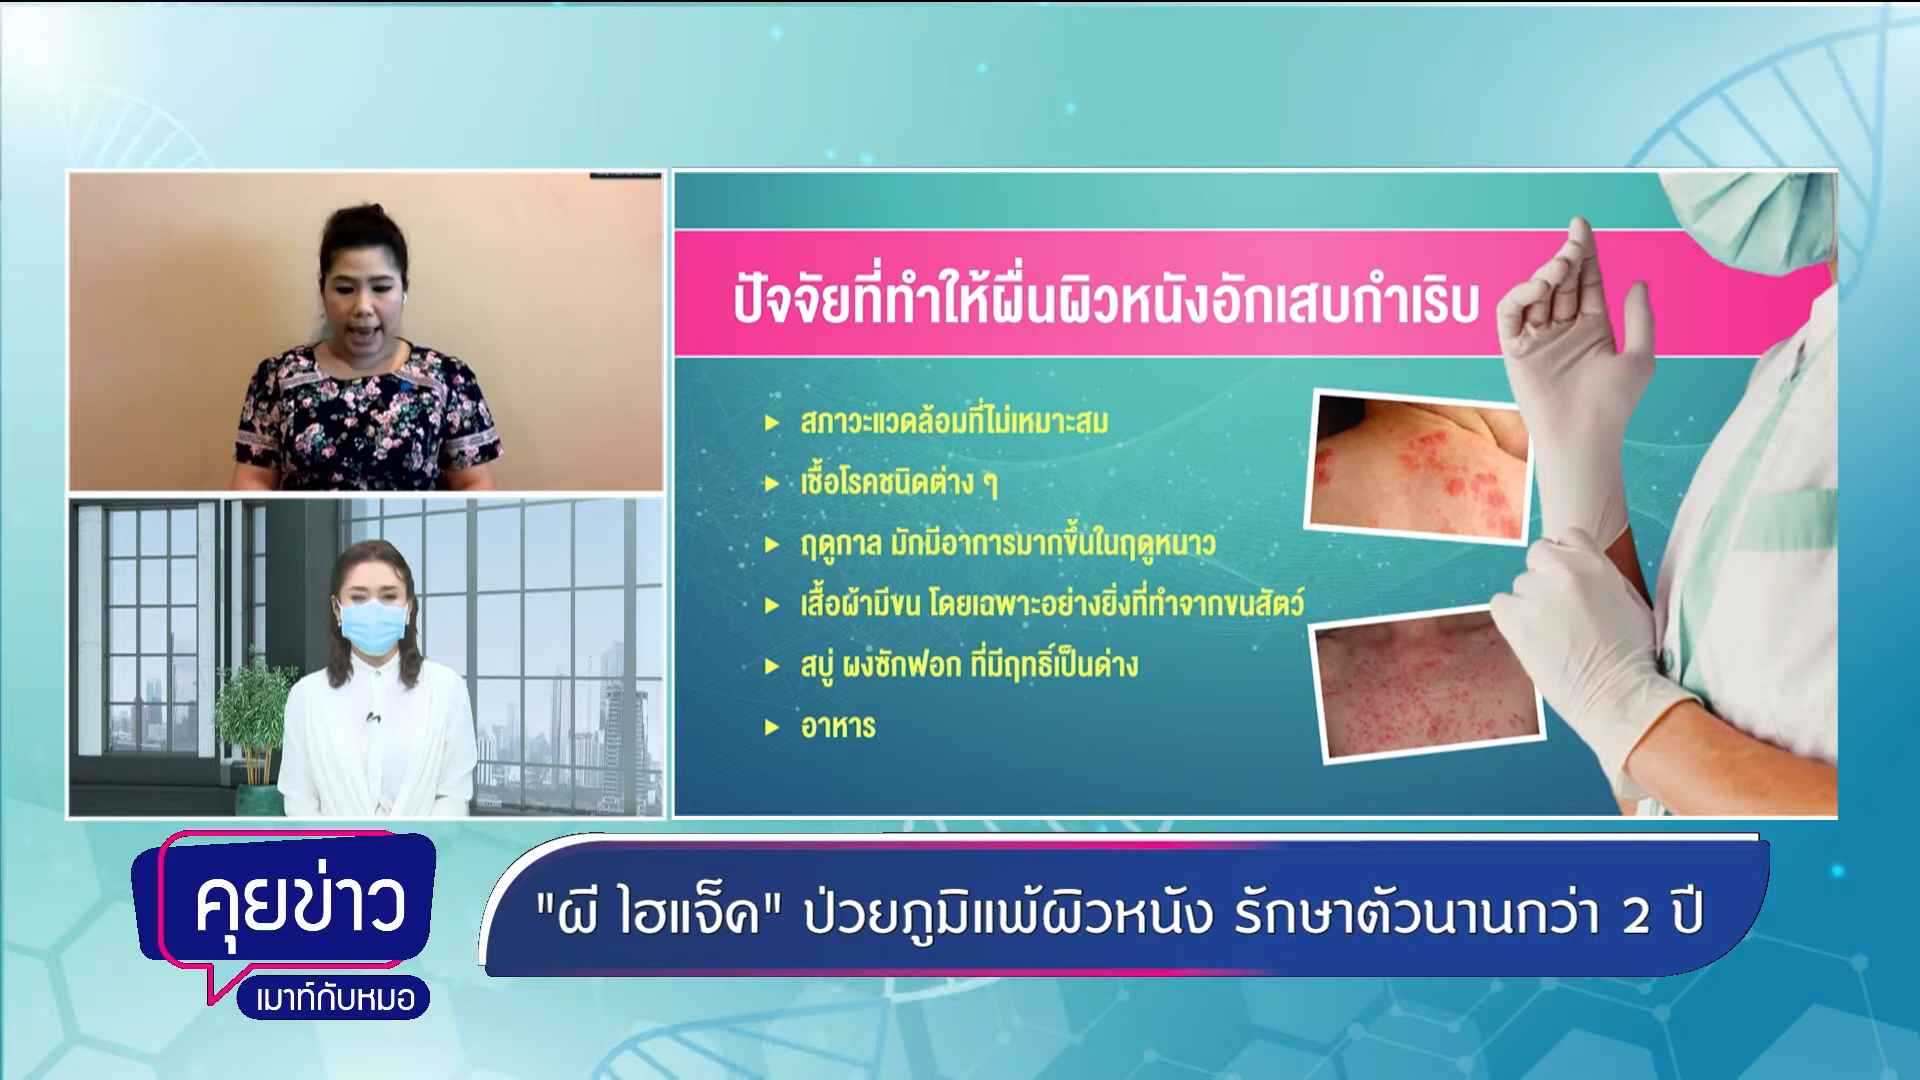 ปัจจัยที่ทำให้ผื่นผิวหนังอักเสบกำเริบ
สภาวะแวดล้อมที่ไม่เหมาะสม
เชื้อโรคชนิดต่าง ๆ
ฤดูกาล มักมีอาการมากขึ้นในฤดูหนาว
เสื้อผ้ามีขน โดยเฉพาะอย่างยิ่งที่ทำจากขนสัตว์
สบู่ ผงซักฟอก ที่มีฤทธิ์เป็นด่าง
อาหาร
คุยข่าว
เมาท์กับหมอ
"ผี ไฮแจ็ค" ป่วยภูมิแพ้ผิวหนัง รักษาตัวนานกว่า 2 ปี